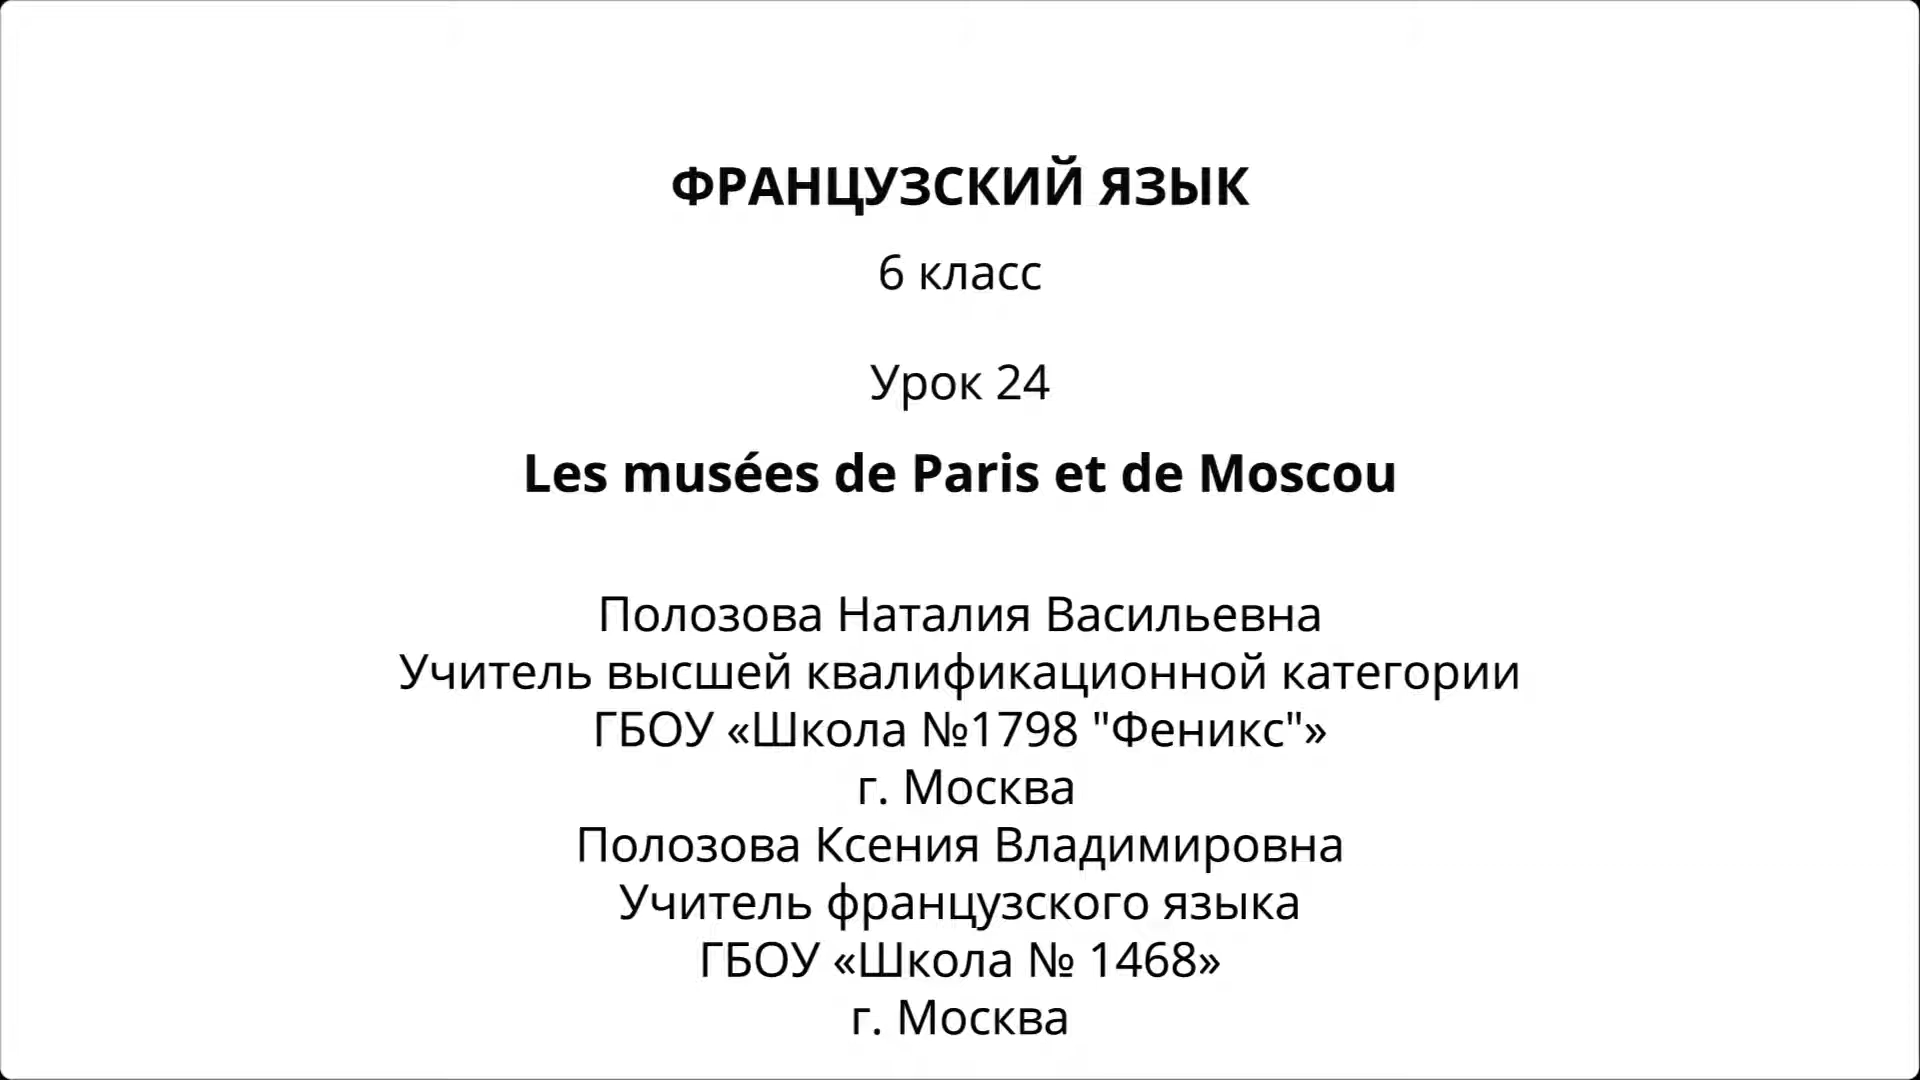 ФРАНЦУЗСКИЙ ЯЗЫК
6 класс
Урок 24
Les musées de Paris et de Moscou
Полозова Наталия Васильевна
Учитель высшей квалификационной категории
ГБОУ «Школа №1798 "Феникс"»
г. Москва
Полозова Ксения Владимировна
Учитель французского языка
ГБОУ «Школа № 1468»
г. Москва